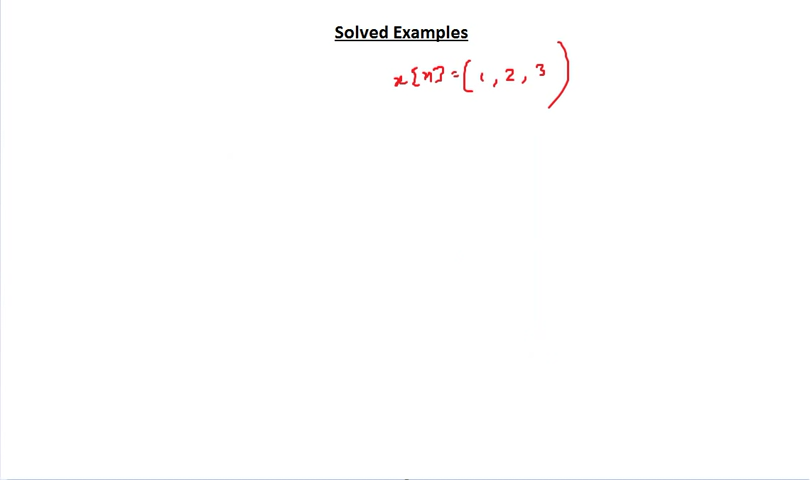 Solved Examples
x[n] = (1, 2, 3)